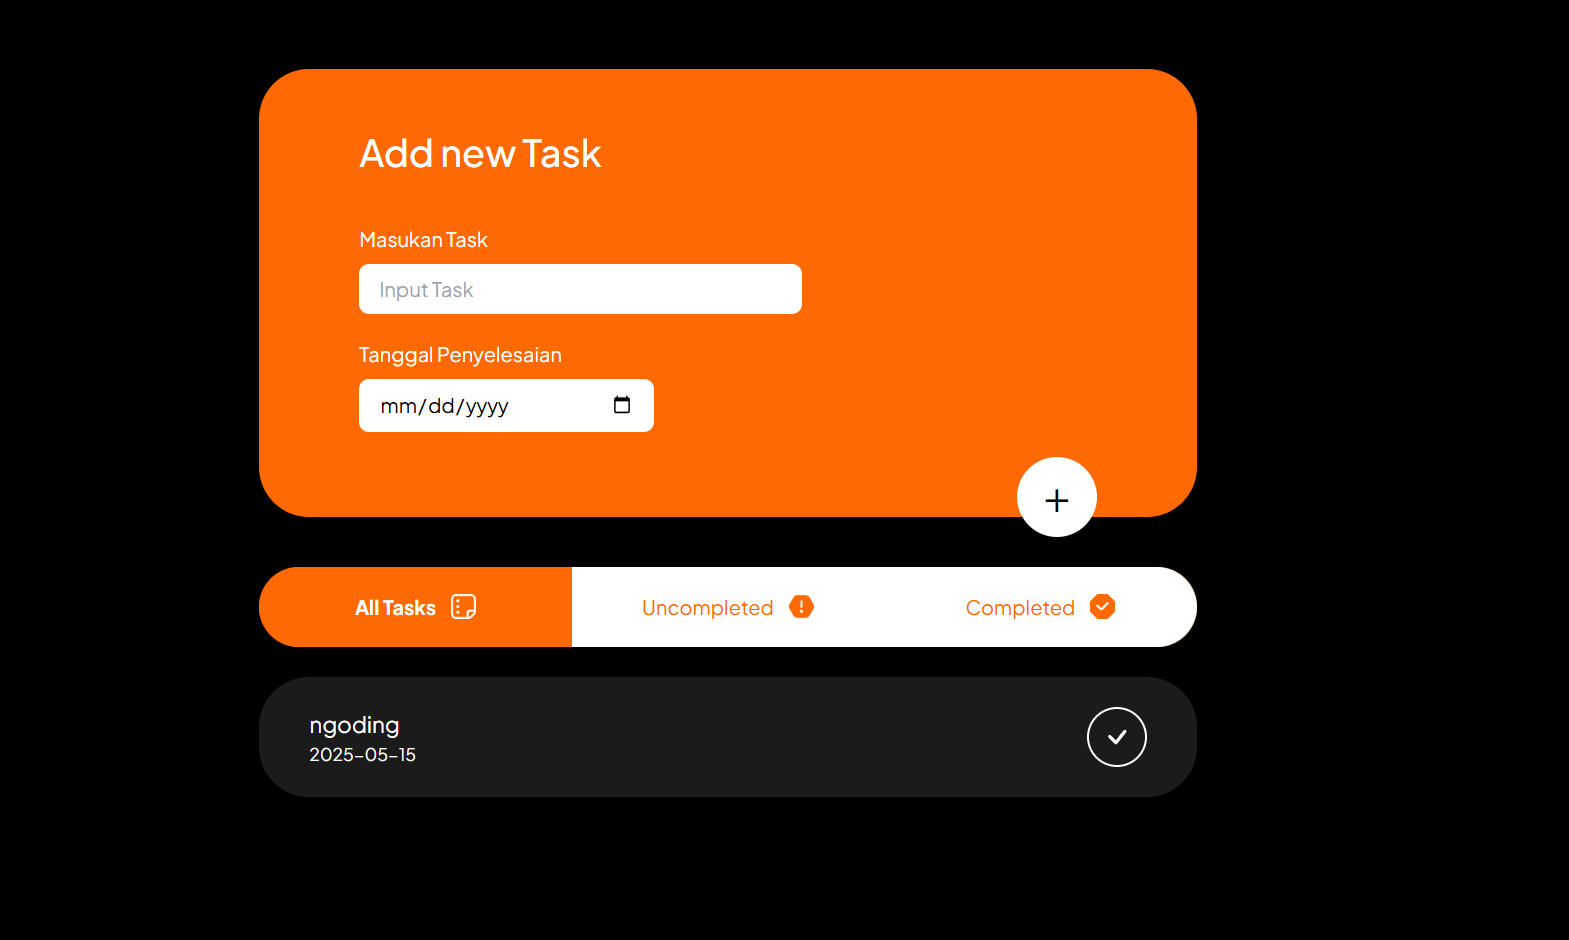 Add new Task
Masukan Task
Input Task
Tanggal Penyelesaian
mm/dd/yyyy
+
All Tasks
Uncompleted
Completed
ngoding
2025-05-15